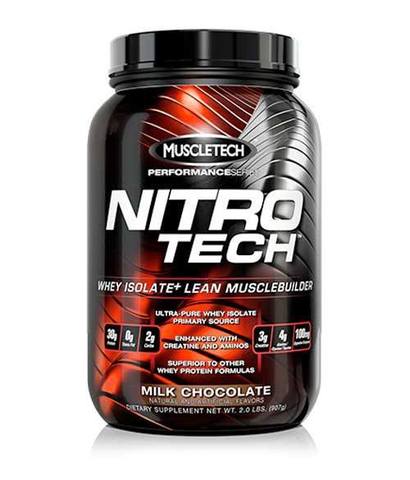 MUSCLETECH
PERFORMANCE SERIES
NITRO
TECH™
WHEY ISOLATE+ LEAN MUSCLEBUILDER
ULTRA-PURE WHEY ISOLATE
PRIMARY SOURCE
30g 0g 2g
ENHANCED WITH
CREATINE AND AMINOS
3g 4g 100mg
SUPERIOR TO OTHER
WHEY PROTEIN FORMULAS
MILK CHOCOLATE
NATURAL AND ARTIFICIAL FLAVORS
DIETARY SUPPLEMENT NET WT. 2.0 LBS. (907g)